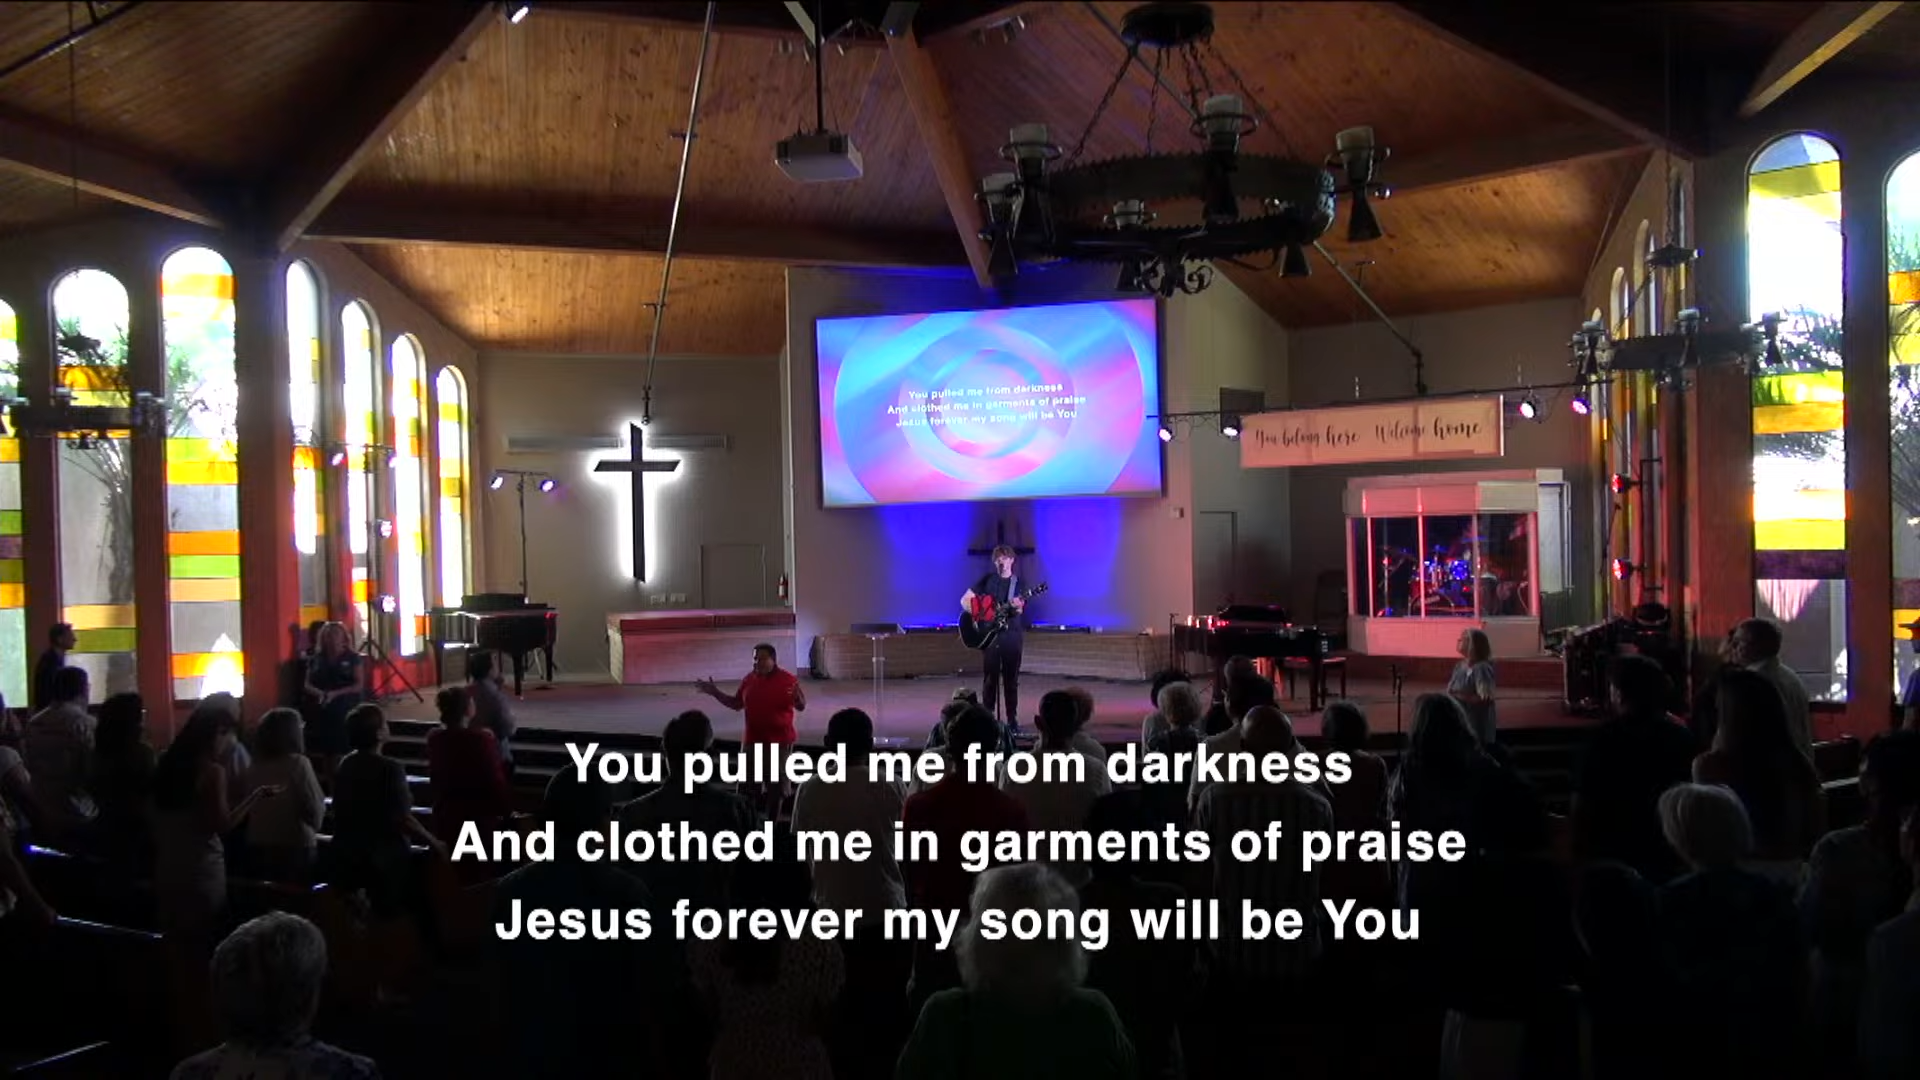 You pulled me from darkness
And clothed me in garments of praise
Jesus forever my song will be You
You belong here Welcome home
You pulled me from darkness
And clothed me in garments of praise
Jesus forever my song will be You